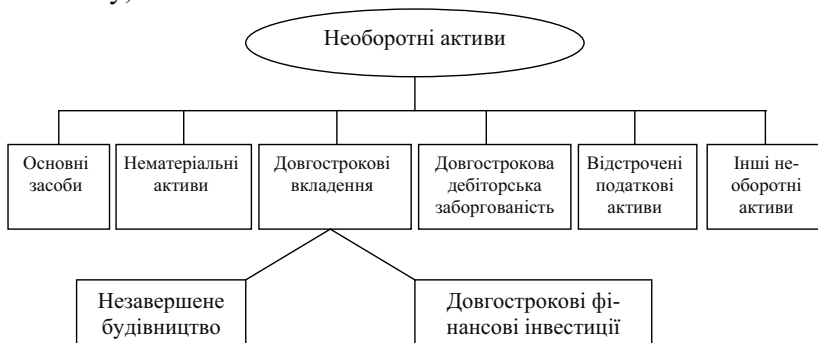 Необоротні активи
Основні
засоби
Нематеріальні
активи
Довгострокові
вкладення
Довгострокова
дебіторська
заборгованість
Відстрочені
податкові
активи
Інші не-
оборотні
активи
Незавершене
будівництво
Довгострокові фі-
нансові інвестиції